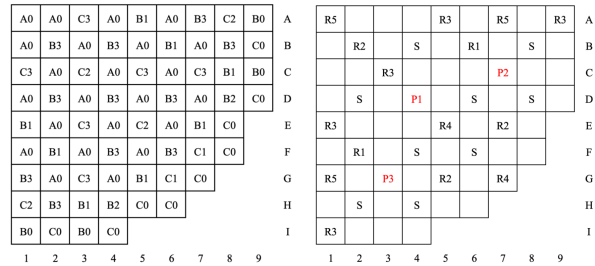 A0 A0 C3 A0 B1 A0 B3 C2 B0 A R5 R3 R5 R3 A
A0 B3 A0 B3 A0 B1 A0 B3 C0 B R2 S R1 S B
C3 A0 C2 A0 C3 A0 C3 B1 B0 C R3 P2 C
A0 B3 A0 B3 A0 B3 A0 B2 C0 D S P1 S S D
B1 A0 C3 A0 C2 A0 B1 C0 E R3 R4 R2 E
A0 B1 A0 B3 A0 B3 C1 C0 F R1 S S F
B3 A0 C3 A0 B1 C1 C0 G R5 P3 R2 R4 G
C2 B3 B1 B2 C0 C0 H S S H
B0 C0 B0 C0 I R3 I
1 2 3 4 5 6 7 8 9 1 2 3 4 5 6 7 8 9